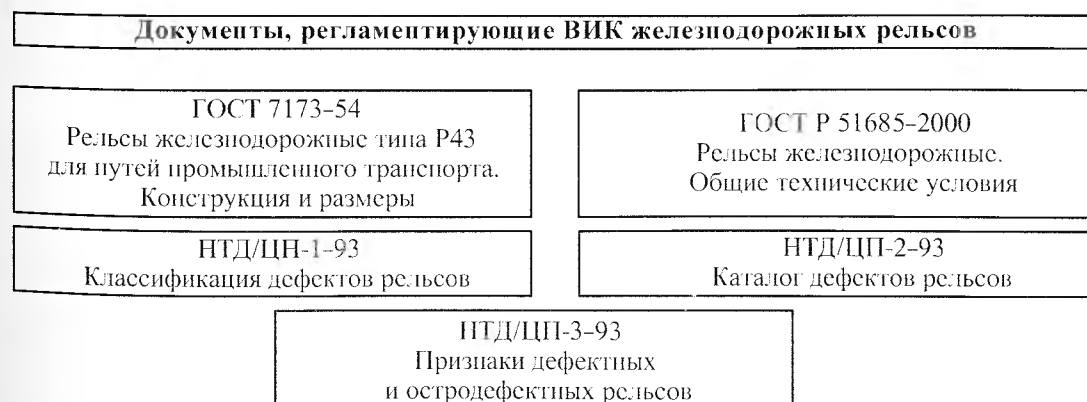 Документы, регламентирующие ВИК железнодорожных рельсов
ГОСТ 7173-54
Рельсы железнодорожные типа Р43
для путей промышленного транспорта.
Конструкция и размеры
ГОСТ Р 51685-2000
Рельсы железнодорожные.
Общие технические условия
НТД/ЦП-1-93
Классификация дефектов рельсов
НТД/ЦП-2-93
Каталог дефектов рельсов
НТД/ЦП-3-93
Признаки дефектных
и остродефектных рельсов